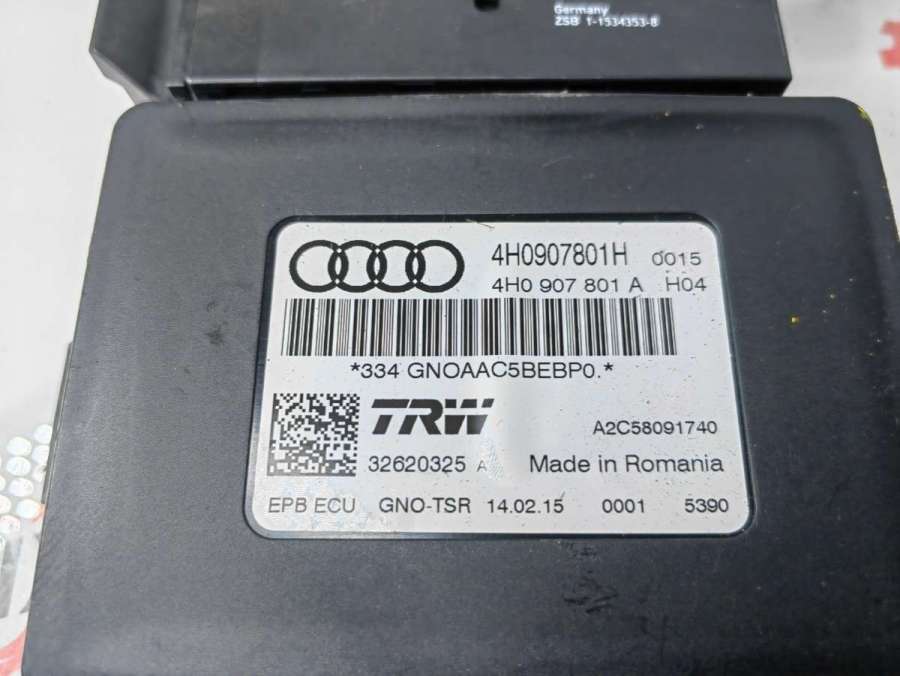 Germany
ZSB 1-1534353-8
4H0907801H 0015
4H0 907 801 A H04
*334 GNOAAC5BEBP0.*
TRW A2C58091740
32620325 A Made in Romania
EPB ECU GNO-TSR 14.02.15 0001 5390